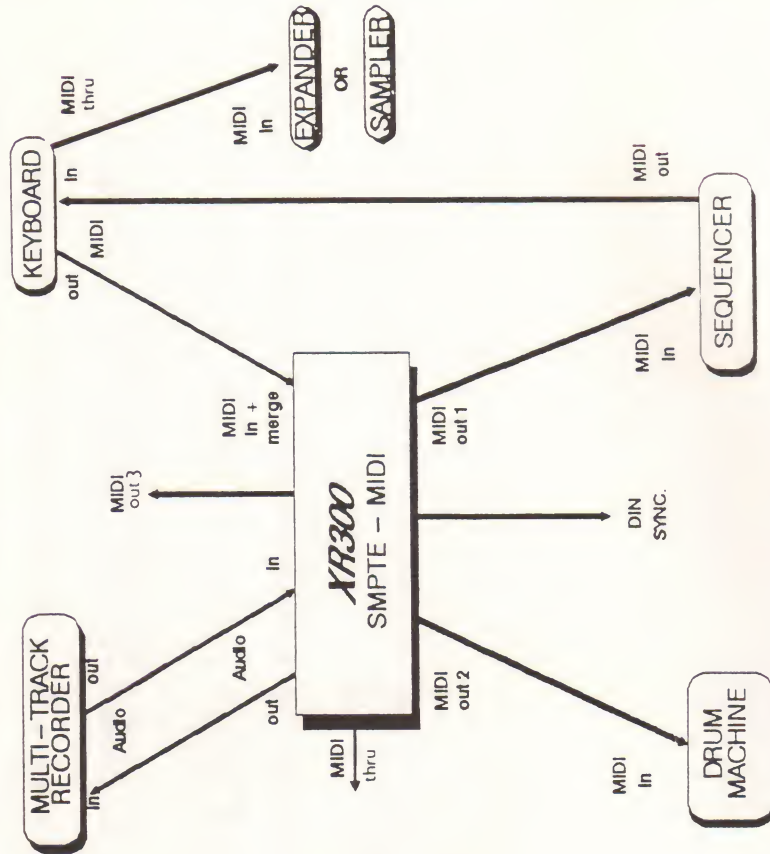 MULTI-TRACK
RECORDER
In
out
Audio
Audio
out
In
KEYBOARD
out
In
MIDI
MIDI
thru
MIDI
In
EXPANDER
OR
SAMPLER
MIDI
out 3
MIDI
In +
merge
MIDI
thru
XR300
SMPTE - MIDI
MIDI
out 2
MIDI
out 1
DIN
SYNC.
MIDI
In
DRUM
MACHINE
MIDI
In
MIDI
out
SEQUENCER